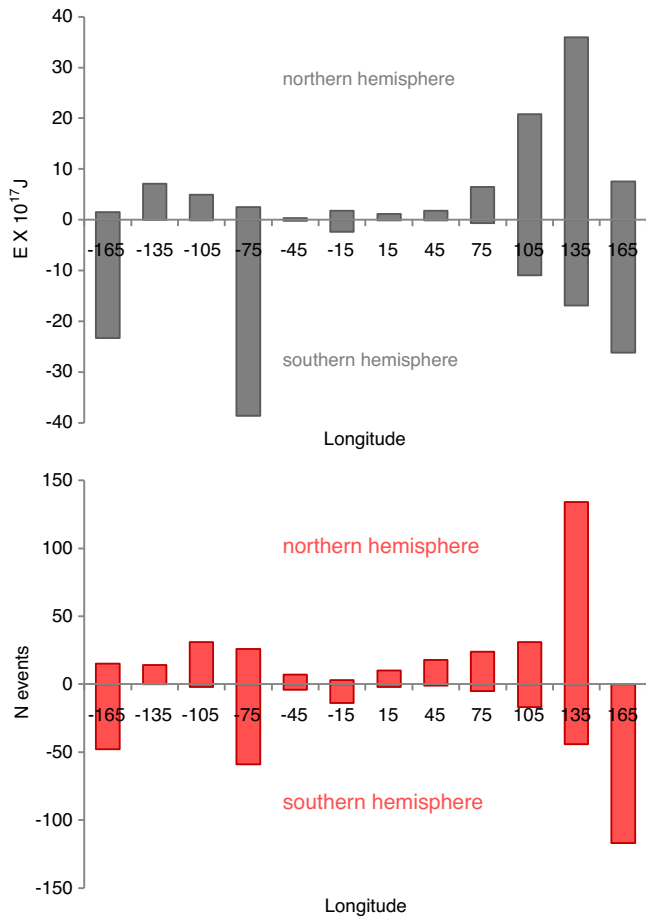 40
30
northern hemisphere
20
10
0
E X 10¹⁷J
-165 -135 -105 -75 -45 -15 15 45 75 105 135 165
-10
-20
southern hemisphere
-30
-40
Longitude
150
100
northern hemisphere
50
0
N events
-165 -135 -105 -75 -45 -15 15 45 75 105 135 165
-50
southern hemisphere
-100
-150
Longitude